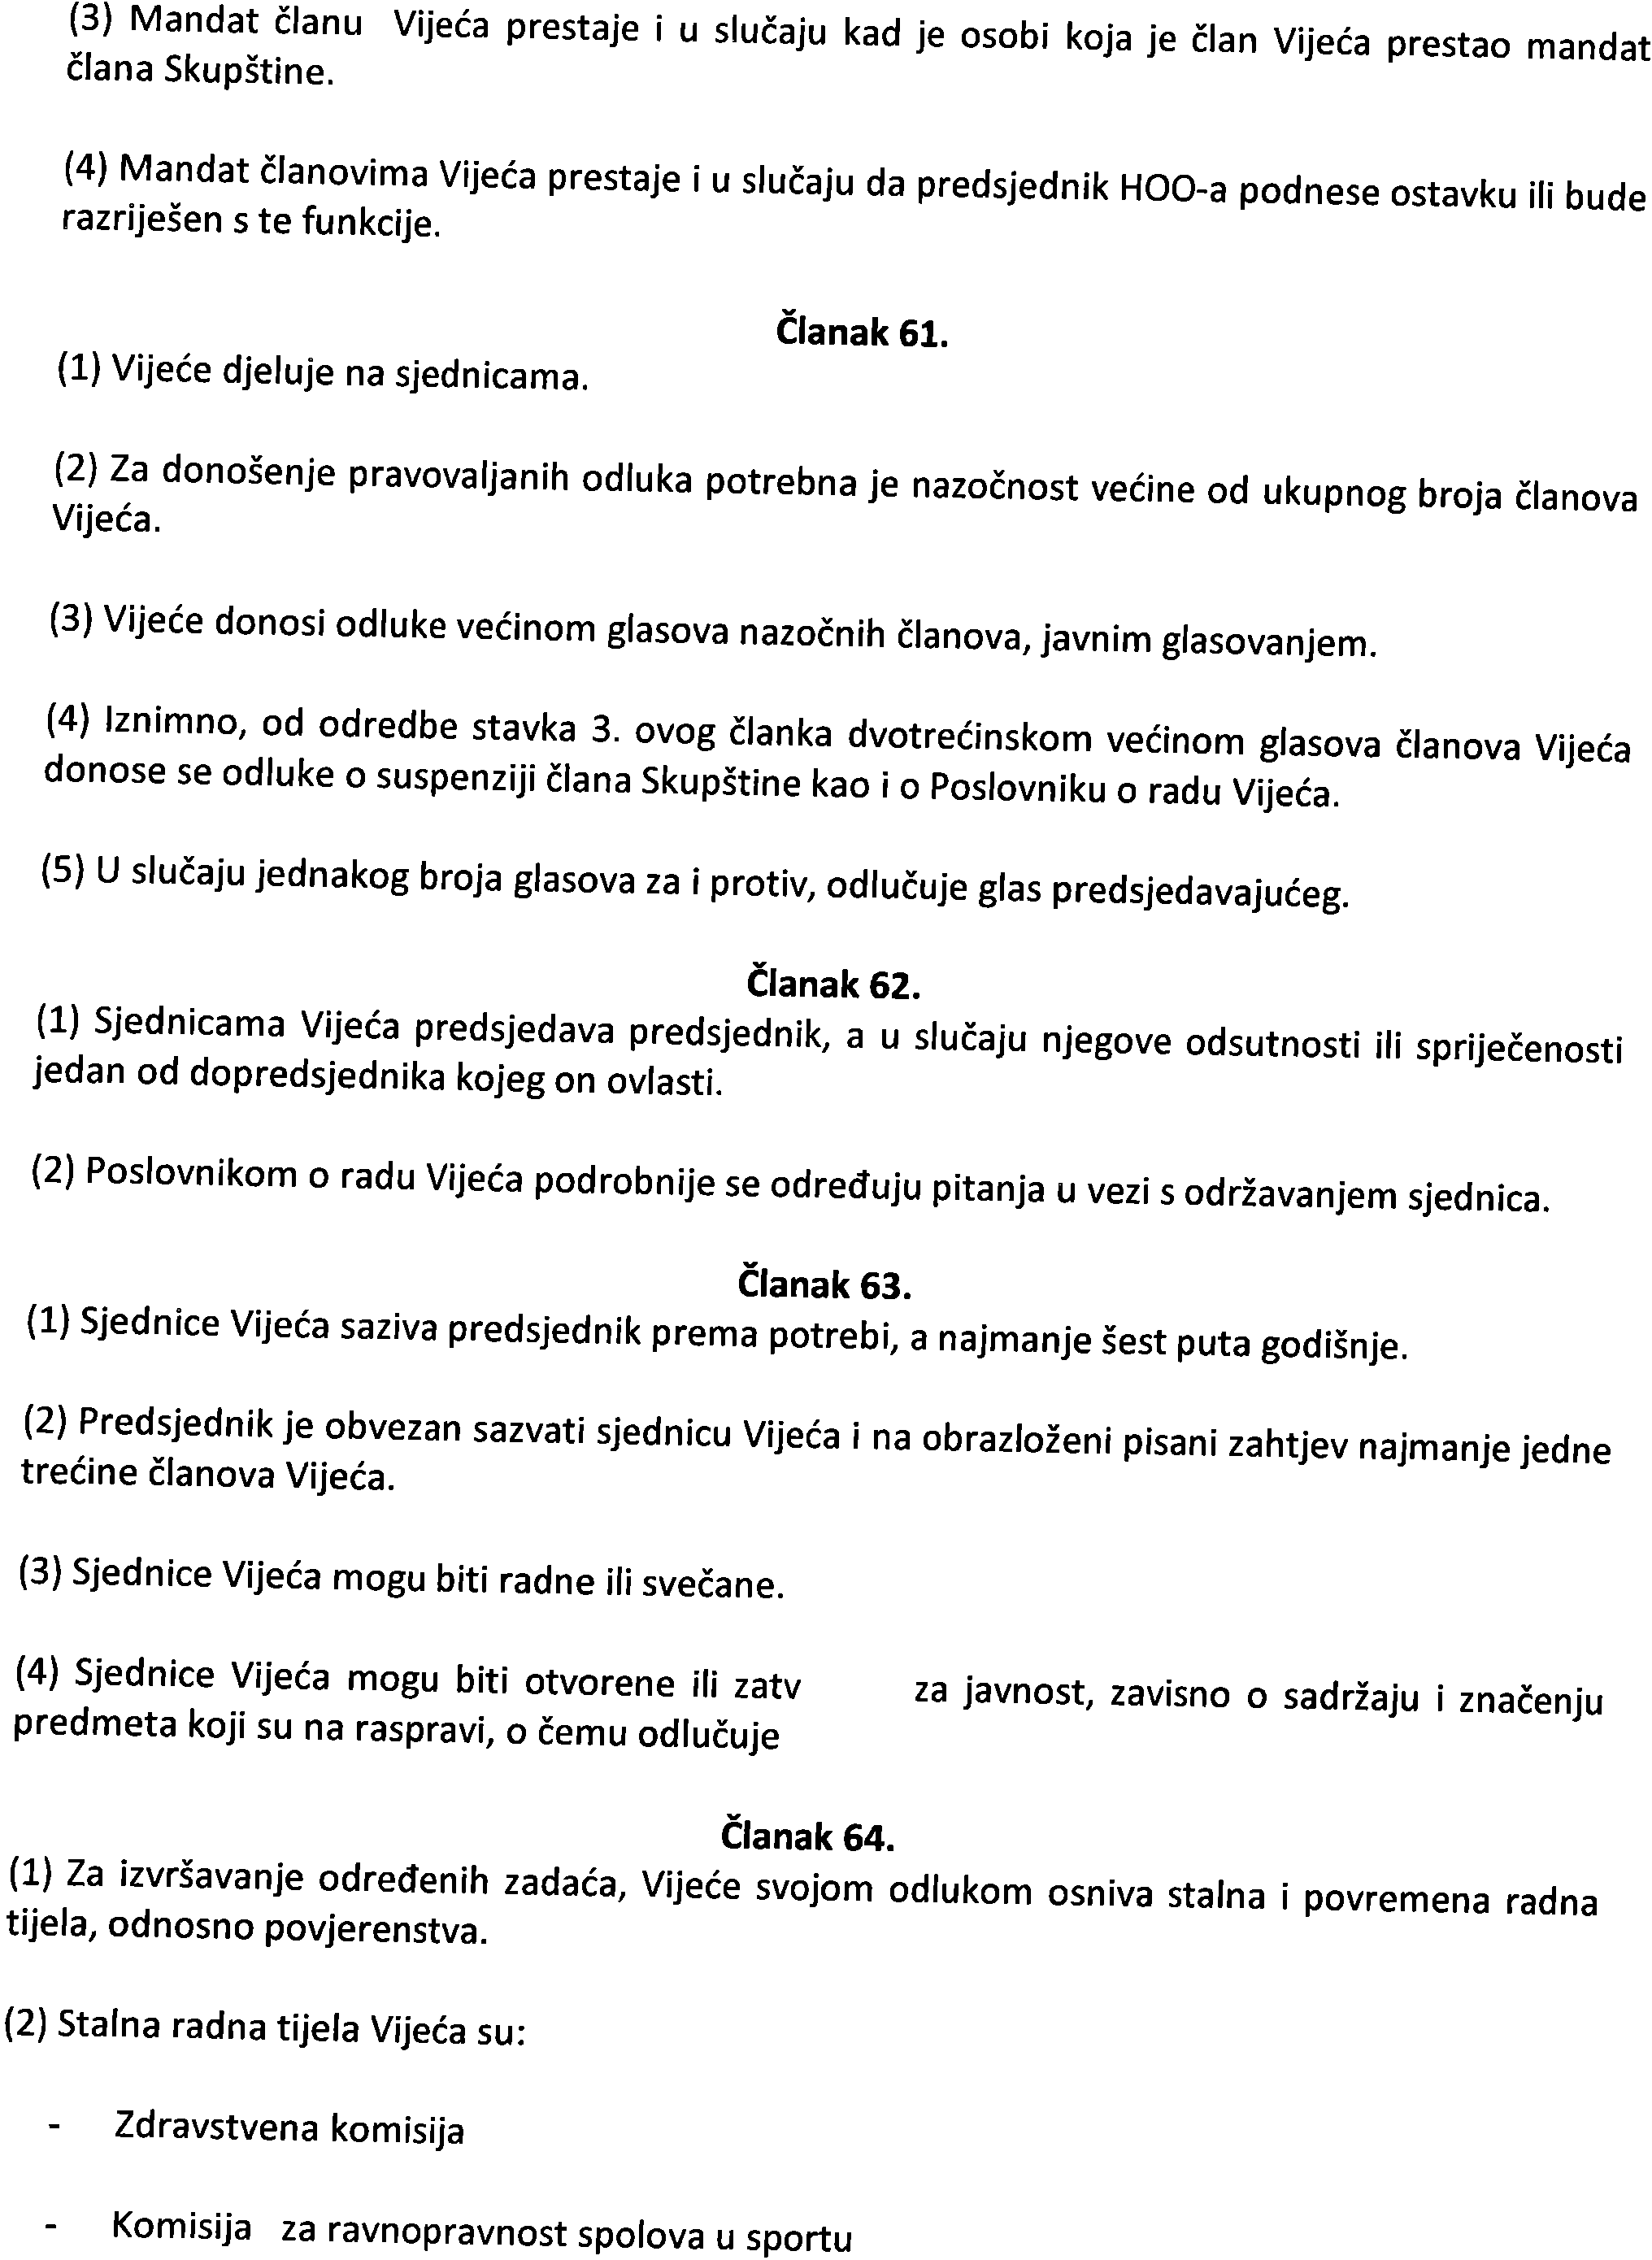 (3) Mandat članu Vijeća prestaje i u slučaju kad je osobi koja je član Vijeća prestao mandat
člana Skupštine.
(4) Mandat članovima Vijeća prestaje i u slučaju da predsjednik HOO-a podnese ostavku ili bude
razriješen s te funkcije.
Članak 61.
(1) Vijeće djeluje na sjednicama.
(2) Za donošenje pravovaljanih odluka potrebna je nazočnost većine od ukupnog broja članova
Vijeća.
(3) Vijeće donosi odluke većinom glasova nazočnih članova, javnim glasovanjem.
(4) Iznimno, od odredbe stavka 3. ovog članka dvotrećinskom većinom glasova članova Vijeća
donose se odluke o suspenziji člana Skupštine kao i o Poslovniku o radu Vijeća.
(5) U slučaju jednakog broja glasova za i protiv, odlučuje glas predsjedavajućeg.
Članak 62.
(1) Sjednicama Vijeća predsjedava predsjednik, a u slučaju njegove odsutnosti ili spriječenosti
jedan od dopredsjednika kojeg on ovlasti.
(2) Poslovnikom o radu Vijeća podrobnije se određuju pitanja u vezi s održavanjem sjednica.
Članak 63.
(1) Sjednice Vijeća saziva predsjednik prema potrebi, a najmanje šest puta godišnje.
(2) Predsjednik je obvezan sazvati sjednicu Vijeća i na obrazloženi pisani zahtjev najmanje jedne
trećine članova Vijeća.
(3) Sjednice Vijeća mogu biti radne ili svečane.
(4) Sjednice Vijeća mogu biti otvorene ili zatv za javnost, zavisno o sadržaju i značenju
predmeta koji su na raspravi, o čemu odlučuje
Članak 64.
(1) Za izvršavanje određenih zadaća, Vijeće svojom odlukom osniva stalna i povremena radna
tijela, odnosno povjerenstva.
(2) Stalna radna tijela Vijeća su:
- Zdravstvena komisija
- Komisija za ravnopravnost spolova u sportu